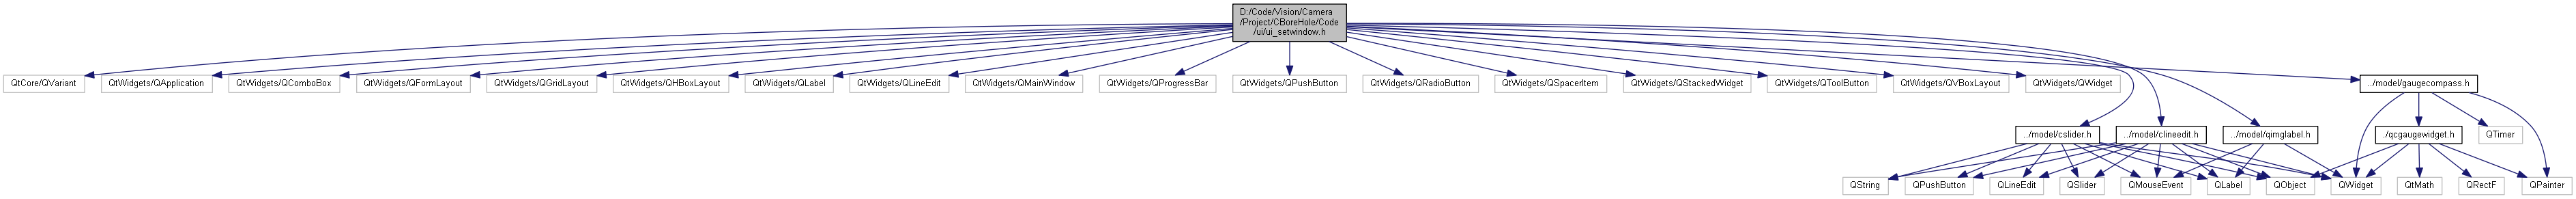 D:/Code/Vision/Camera
/Project/CBoreHole/Code
/ui/ui_setwindow.h
QtCore/QVariant
QtWidgets/QApplication
QtWidgets/QComboBox
QtWidgets/QFormLayout
QtWidgets/QGridLayout
QtWidgets/QHBoxLayout
QtWidgets/QLabel
QtWidgets/QLineEdit
QtWidgets/QMainWindow
QtWidgets/QProgressBar
QtWidgets/QPushButton
QtWidgets/QRadioButton
QtWidgets/QSpacerItem
QtWidgets/QStackedWidget
QtWidgets/QToolButton
QtWidgets/QVBoxLayout
QtWidgets/QWidget
../model/gaugecompass.h
../model/cslider.h
../model/clineedit.h
../model/qimglabel.h
./qcgaugewidget.h
QTimer
QString
QPushButton
QLineEdit
QSlider
QMouseEvent
QLabel
QObject
QWidget
QtMath
QRectF
QPainter